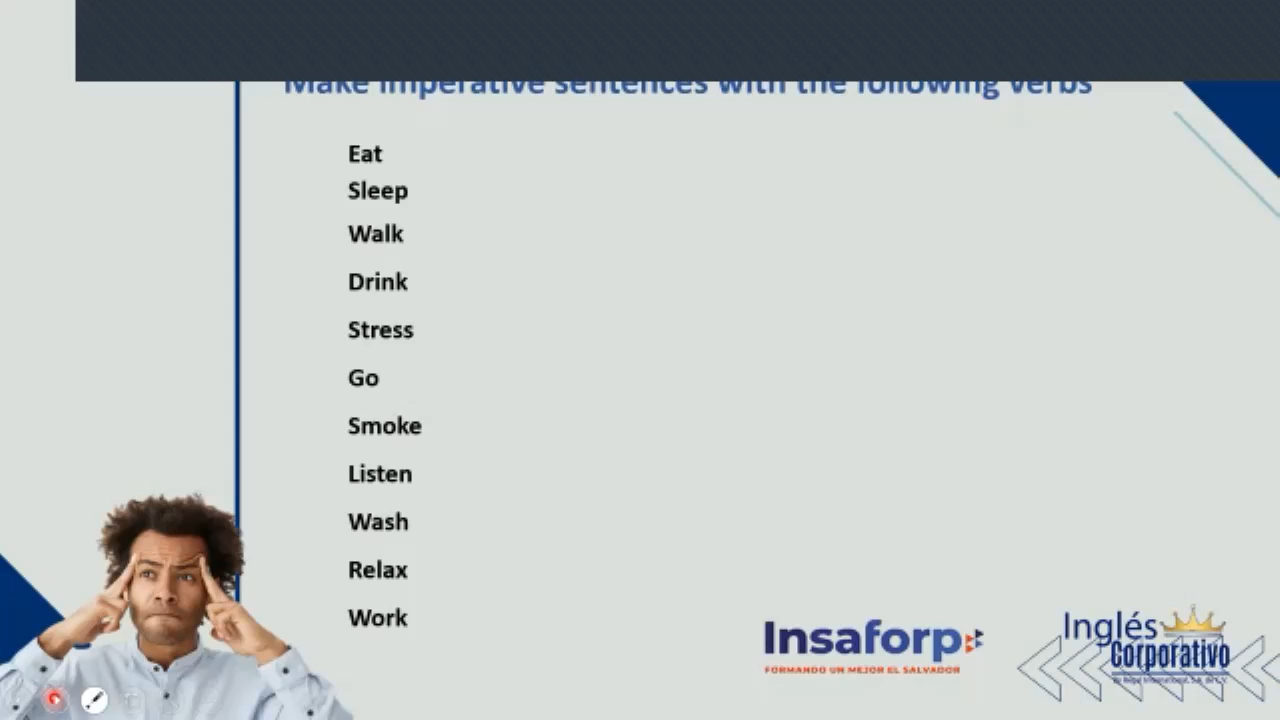 Make imperative sentences with the following verbs
Eat
Sleep
Walk
Drink
Stress
Go
Smoke
Listen
Wash
Relax
Work
Insaforp
FORMANDO UN MEJOR EL SALVADOR
Inglés
Corporativo